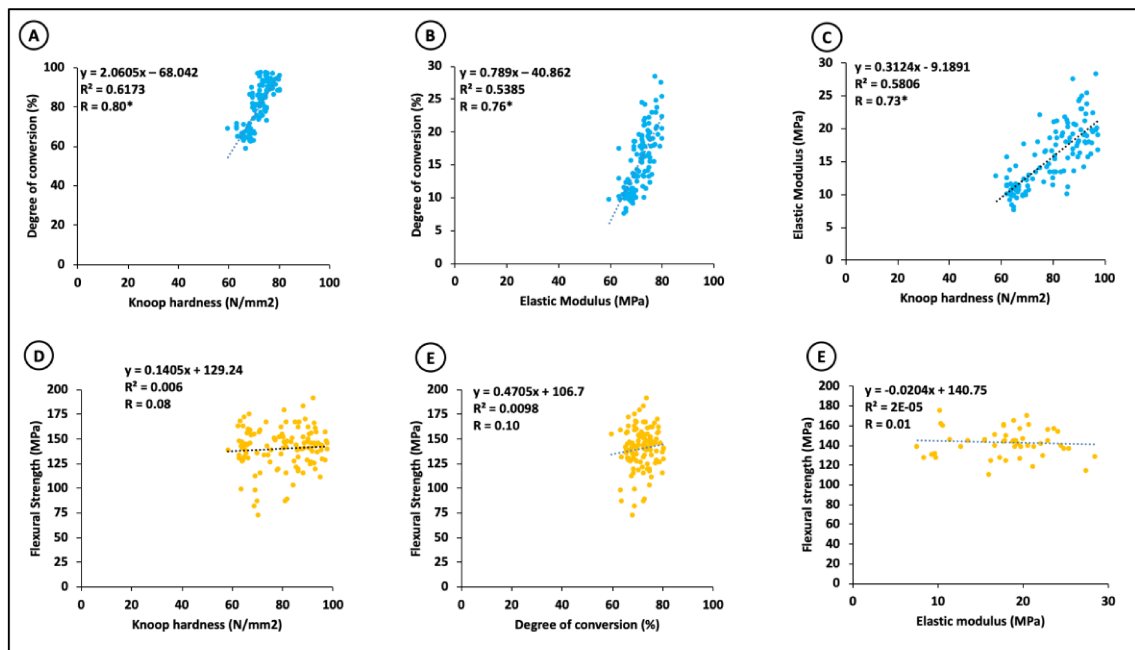 A
y = 2.0605x – 68.042
R² = 0.6173
R = 0.80*
Degree of conversion (%)
100
80
60
40
20
0
0 20 40 60 80 100
Knoop hardness (N/mm2)
B
y = 0.789x – 40.862
R² = 0.5385
R = 0.76*
Degree of conversion (%)
30
25
20
15
10
5
0
0 20 40 60 80 100
Elastic Modulus (MPa)
C
y = 0.3124x - 9.1891
R² = 0.5806
R = 0.73*
Elastic Modulus (MPa)
30
25
20
15
10
5
0
0 20 40 60 80 100
Knoop hardness (N/mm2)
D
y = 0.1405x + 129.24
R² = 0.006
R = 0.08
Flexural Strength (MPa)
200
175
150
125
100
75
50
25
0
0 20 40 60 80 100
Knoop hardness (N/mm2)
E
y = 0.4705x + 106.7
R² = 0.0098
R = 0.10
Flexural Strength (MPa)
200
175
150
125
100
75
50
25
0
0 20 40 60 80 100
Degree of conversion (%)
E
y = -0.0204x + 140.75
R² = 2E-05
R = 0.01
Flexural strength (MPa)
200
180
160
140
120
100
80
60
40
20
0
0 10 20 30
Elastic modulus (MPa)